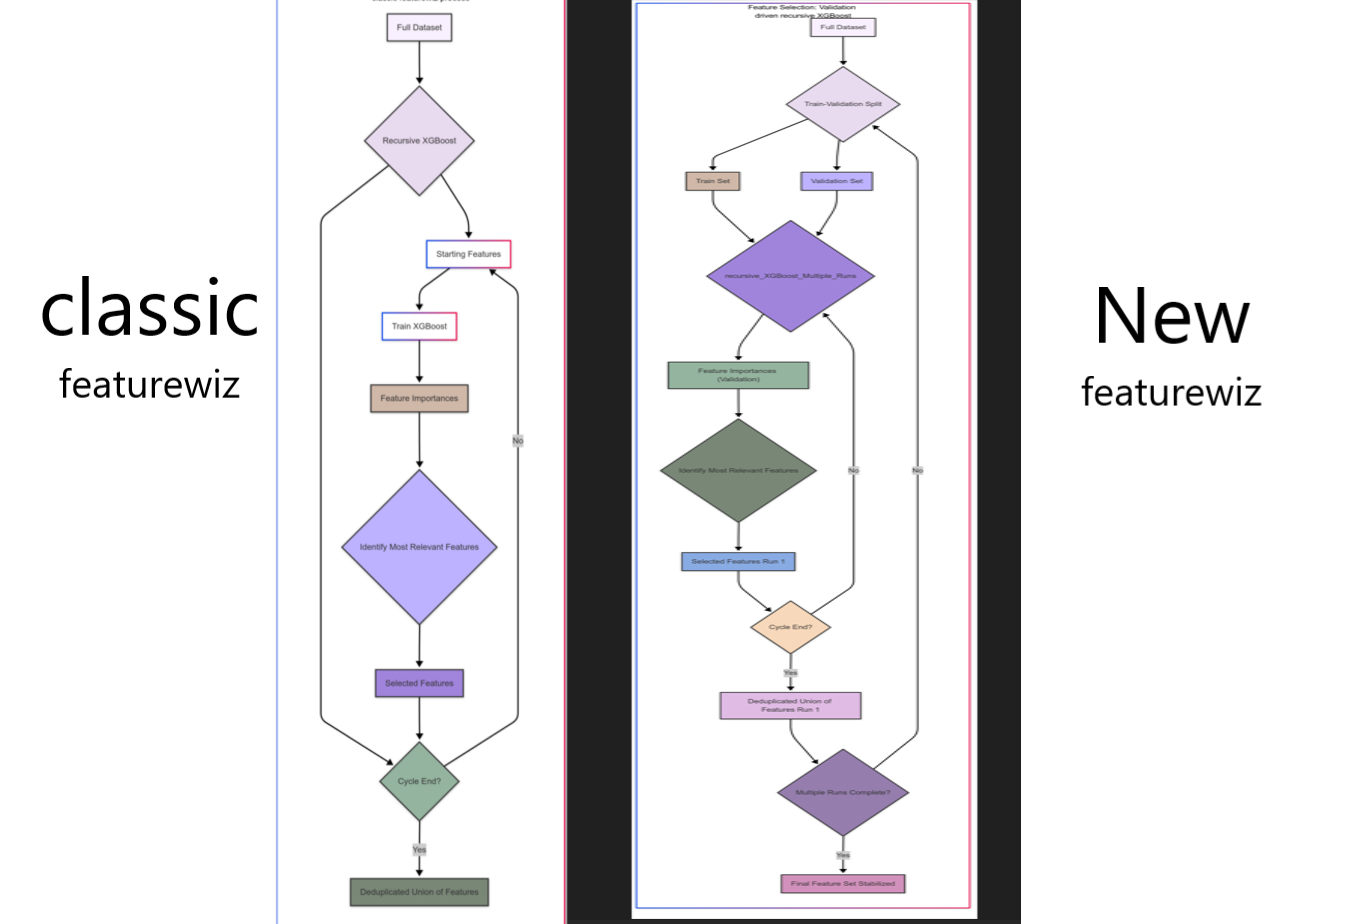 classic
featurewiz
classic featurewiz process
Full Dataset
Recursive XGBoost
Starting Features
Train XGBoost
Feature Importances
No
Identify Most Relevant Features
Selected Features
Cycle End?
Yes
Deduplicated Union of Features
Feature Selection: Validation
driven recursive XGBoost
Full Dataset
Train-Validation Split
Train Set
Validation Set
recursive_XGBoost_Multiple_Runs
Feature Importances
(Validation)
Identify Most Relevant Features
No
No
Selected Features Run 1
Cycle End?
Yes
Deduplicated Union of
Features Run 1
Multiple Runs Complete?
Yes
Final Feature Set Stabilized
New
featurewiz